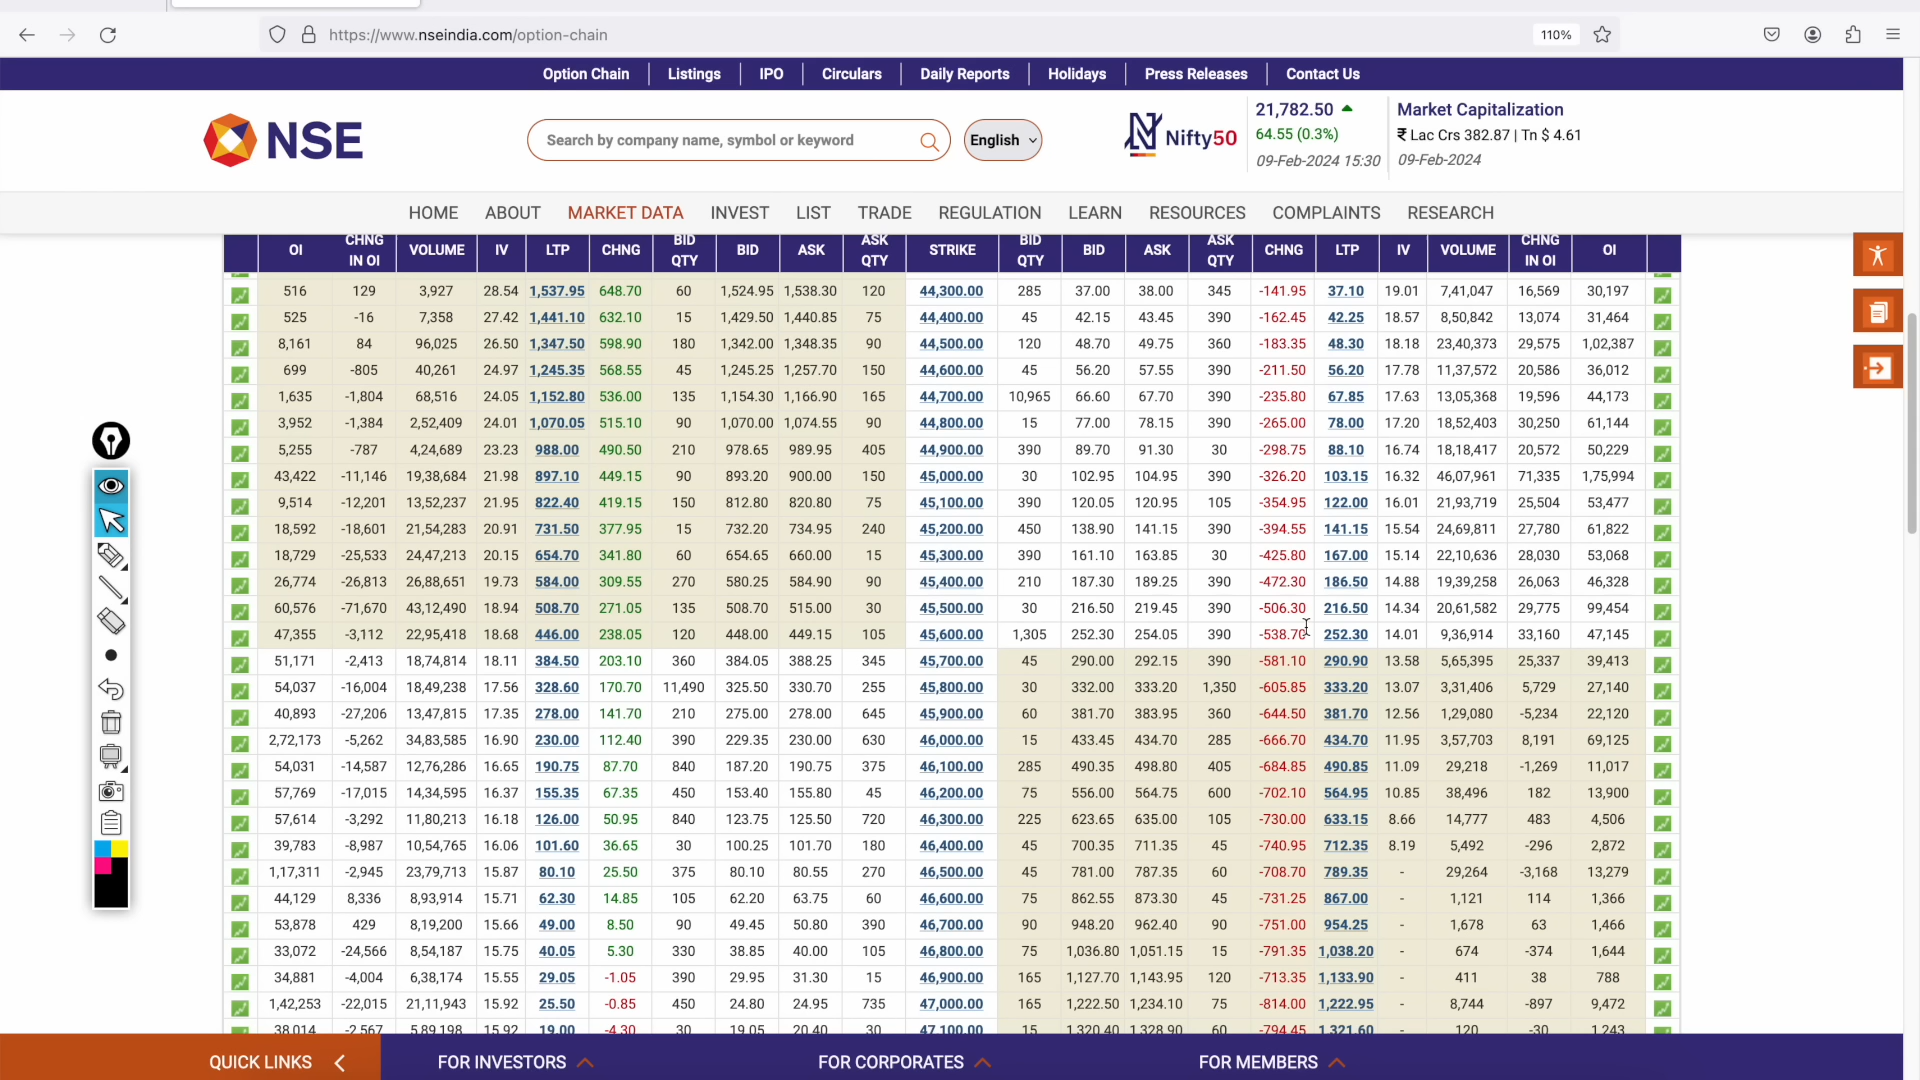 https://www.nseindia.com/option-chain
110%
Option Chain Listings IPO Circulars Daily Reports Holidays Press Releases Contact Us
NSE
Search by company name, symbol or keyword
English
Nifty50
21,782.50
64.55 (0.3%)
09-Feb-2024 15:30
Market Capitalization
₹ Lac Crs 382.87 | Tn $ 4.61
09-Feb-2024
HOME ABOUT MARKET DATA INVEST LIST TRADE REGULATION LEARN RESOURCES COMPLAINTS RESEARCH
OI CHNG IN OI VOLUME IV LTP CHNG BID QTY BID ASK ASK QTY STRIKE BID QTY BID ASK ASK QTY CHNG LTP IV VOLUME CHNG IN OI OI
516 129 3,927 28.54 1,537.95 648.70 60 1,524.95 1,538.30 120 44,300.00 285 37.00 38.00 345 -141.95 37.10 19.01 7,41,047 16,569 30,197
525 -16 7,358 27.42 1,441.10 632.10 15 1,429.50 1,440.85 75 44,400.00 45 42.15 43.45 390 -162.45 42.25 18.57 8,50,842 13,074 31,464
8,161 84 96,025 26.50 1,347.50 598.90 180 1,342.00 1,348.35 90 44,500.00 120 48.70 49.75 360 -183.35 48.30 18.18 23,40,373 29,575 1,02,387
699 -805 40,261 24.97 1,245.35 568.55 45 1,245.25 1,257.70 150 44,600.00 45 56.20 57.55 390 -211.50 56.20 17.78 11,37,572 20,586 36,012
1,635 -1,804 68,516 24.05 1,152.80 536.00 135 1,154.30 1,166.90 165 44,700.00 10,965 66.60 67.70 390 -235.80 67.85 17.63 13,05,368 19,596 44,173
3,952 -1,384 2,52,409 24.01 1,070.05 515.10 90 1,070.00 1,074.55 90 44,800.00 15 77.00 78.15 390 -265.00 78.00 17.20 18,52,403 30,250 61,144
5,255 -787 4,24,689 23.23 988.00 490.50 210 978.65 989.95 405 44,900.00 390 89.70 91.30 30 -298.75 88.10 16.74 18,18,417 20,572 50,229
43,422 -11,146 19,38,684 21.98 897.10 449.15 90 893.20 900.00 150 45,000.00 30 102.95 104.95 390 -326.20 103.15 16.32 46,07,961 71,335 1,75,994
9,514 -12,201 13,52,237 21.95 822.40 419.15 150 812.80 820.80 75 45,100.00 390 120.05 120.95 105 -354.95 122.00 16.01 21,93,719 25,504 53,477
18,592 -18,601 21,54,283 20.91 731.50 377.95 15 732.20 734.95 240 45,200.00 450 138.90 141.15 390 -394.55 141.15 15.54 24,69,811 27,780 61,822
18,729 -25,533 24,47,213 20.15 654.70 341.80 60 654.65 660.00 15 45,300.00 390 161.10 163.85 30 -425.80 167.00 15.14 22,10,636 28,030 53,068
26,774 -26,813 26,88,651 19.73 584.00 309.55 270 580.25 584.90 90 45,400.00 210 187.30 189.25 390 -472.30 186.50 14.88 19,39,258 26,063 46,328
60,576 -71,670 43,12,490 18.94 508.70 271.05 135 508.70 515.00 30 45,500.00 30 216.50 219.45 390 -506.30 216.50 14.34 20,61,582 29,775 99,454
47,355 -3,112 22,95,418 18.68 446.00 238.05 120 448.00 449.15 105 45,600.00 1,305 252.30 254.05 390 -538.70 252.30 14.01 9,36,914 33,160 47,145
51,171 -2,413 18,74,814 18.11 384.50 203.10 360 384.05 388.25 345 45,700.00 45 290.00 292.15 390 -581.10 290.90 13.58 5,65,395 25,337 39,413
54,037 -16,004 18,49,238 17.56 328.60 170.70 11,490 325.50 330.70 255 45,800.00 30 332.00 333.20 1,350 -605.85 333.20 13.07 3,31,406 5,729 27,140
40,893 -27,206 13,47,815 17.35 278.00 141.70 210 275.00 278.00 645 45,900.00 60 381.70 383.95 360 -644.50 381.70 12.56 1,29,080 -5,234 22,120
2,72,173 -5,262 34,83,585 16.90 230.00 112.40 390 229.35 230.00 630 46,000.00 15 433.45 434.70 285 -666.70 434.70 11.95 3,57,703 8,191 69,125
54,031 -14,587 12,76,286 16.65 190.75 87.70 840 187.20 190.75 375 46,100.00 285 490.35 498.80 405 -684.85 490.85 11.09 29,218 -1,269 11,017
57,769 -17,015 14,34,595 16.37 155.35 67.35 450 153.40 155.80 45 46,200.00 75 556.00 564.75 600 -702.10 564.95 10.85 38,496 182 13,900
57,614 -3,292 11,80,213 16.18 126.00 50.95 840 123.75 125.50 720 46,300.00 225 623.65 635.00 105 -730.00 633.15 8.66 14,777 483 4,506
39,783 -8,987 10,54,765 16.06 101.60 36.65 30 100.25 101.70 180 46,400.00 45 700.35 711.35 45 -740.95 712.35 8.19 5,492 -296 2,872
1,17,311 -2,945 23,79,713 15.87 80.10 25.50 375 80.10 80.55 270 46,500.00 45 781.00 787.35 60 -708.70 789.35 - 29,264 -3,168 13,279
44,129 8,336 8,93,914 15.71 62.30 14.85 105 62.20 63.75 60 46,600.00 75 862.55 873.30 45 -731.25 867.00 - 1,121 114 1,366
53,878 429 8,19,200 15.66 49.00 8.50 90 49.45 50.80 390 46,700.00 90 948.20 962.40 90 -751.00 954.25 - 1,678 63 1,466
33,072 -24,566 8,54,187 15.75 40.05 5.30 330 38.85 40.00 105 46,800.00 75 1,036.80 1,051.15 15 -791.35 1,038.20 - 674 -374 1,644
34,881 -4,004 6,38,174 15.55 29.05 -1.05 390 29.95 31.30 15 46,900.00 165 1,127.70 1,143.95 120 -713.35 1,133.90 - 411 38 788
1,42,253 -22,015 21,11,943 15.92 25.50 -0.85 450 24.80 24.95 735 47,000.00 165 1,222.50 1,234.10 75 -814.00 1,222.95 - 8,744 -897 9,472
38,014 -2,567 5,89,198 15.92 19.00 -4.30 30 19.05 20.40 30 47,100.00 15 1,320.40 1,328.90 60 -794.45 1,321.60 - 120 -30 1,243
QUICK LINKS FOR INVESTORS FOR CORPORATES FOR MEMBERS